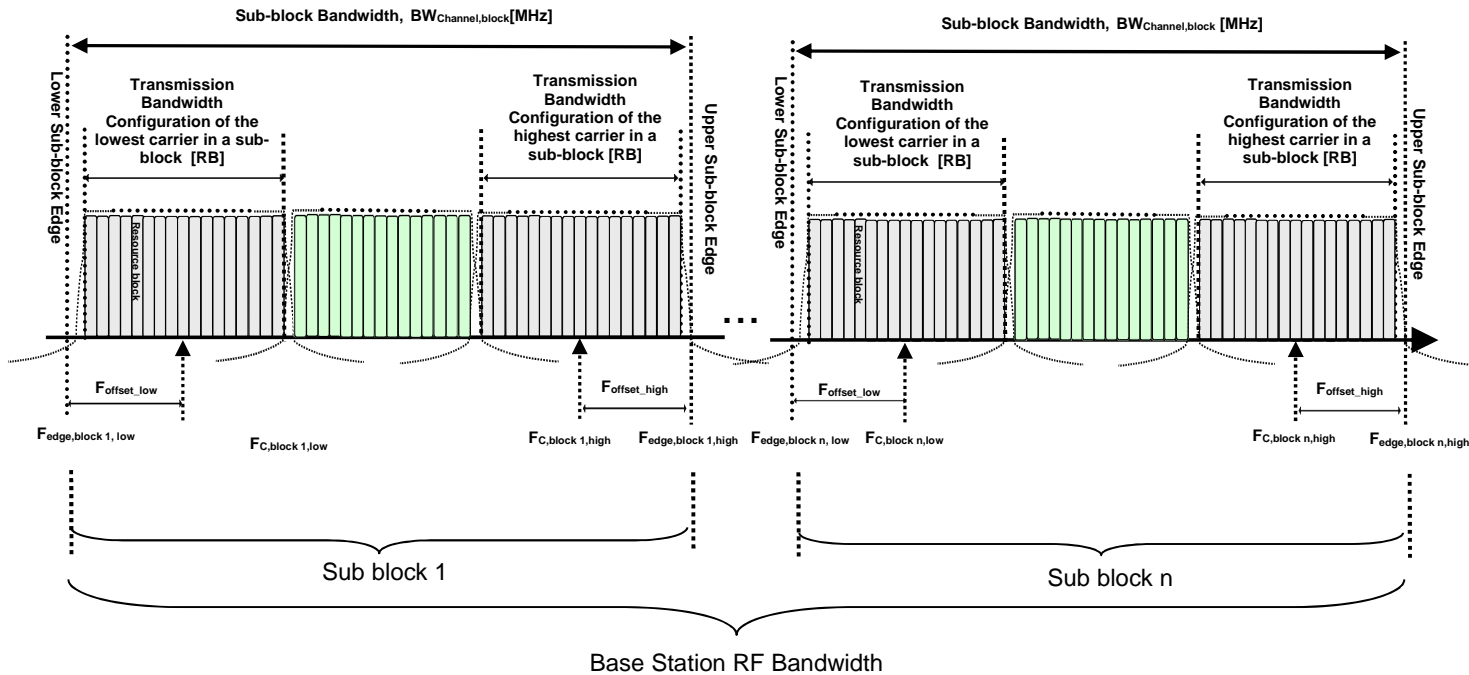 Sub-block Bandwidth, BWChannel,block[MHz]
Sub-block Bandwidth, BWChannel,block [MHz]
Lower Sub-block Edge
Transmission
Bandwidth
Configuration of the
lowest carrier in a sub-
block [RB]
Transmission
Bandwidth
Configuration of the
highest carrier in a
sub-block [RB]
Upper Sub-block Edge
Lower Sub-block Edge
Transmission
Bandwidth
Configuration of the
lowest carrier in a
sub-block [RB]
Transmission
Bandwidth
Configuration of the
highest carrier in a
sub-block [RB]
Upper Sub-block Edge
Resource block
Resource block
...
Foffset_low
Foffset_high
Foffset_low
Foffset_high
Fedge,block 1, low
FC,block 1,low
FC,block 1,high
Fedge,block 1,high
Fedge,block n, low
FC,block n,low
FC,block n,high
Fedge,block n,high
Sub block 1
Sub block n
Base Station RF Bandwidth